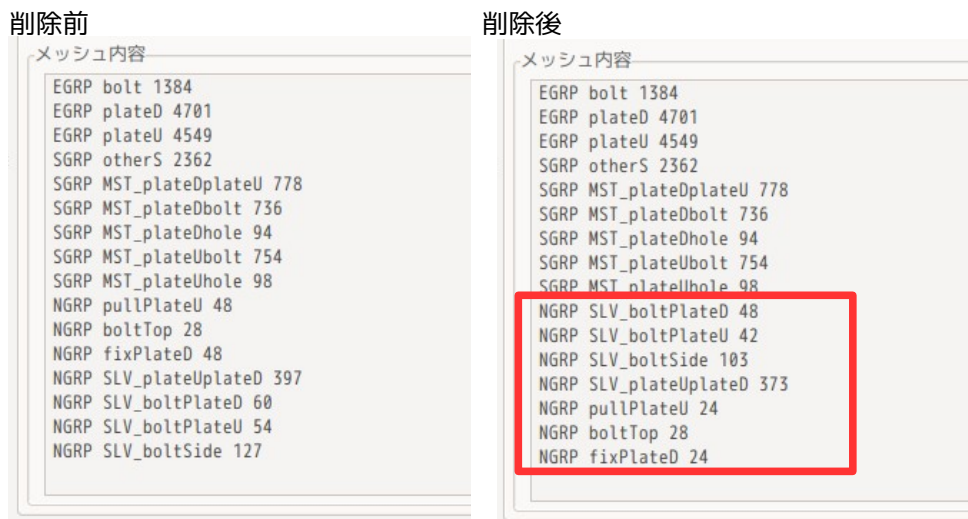 削除前
メッシュ内容
EGRP bolt 1384
EGRP plateD 4701
EGRP plateU 4549
SGRP otherS 2362
SGRP MST_plateDplateU 778
SGRP MST_plateDbolt 736
SGRP MST_plateDhole 94
SGRP MST_plateUbolt 754
SGRP MST_plateUhole 98
NGRP pullPlateU 48
NGRP boltTop 28
NGRP fixPlateD 48
NGRP SLV_plateUplateD 397
NGRP SLV_boltPlateD 60
NGRP SLV_boltPlateU 54
NGRP SLV_boltSide 127
削除後
メッシュ内容
EGRP bolt 1384
EGRP plateD 4701
EGRP plateU 4549
SGRP otherS 2362
SGRP MST_plateDplateU 778
SGRP MST_plateDbolt 736
SGRP MST_plateDhole 94
SGRP MST_plateUbolt 754
SGRP MST_plateUhole 98
NGRP SLV_boltPlateD 48
NGRP SLV_boltPlateU 42
NGRP SLV_boltSide 103
NGRP SLV_plateUplateD 373
NGRP pullPlateU 24
NGRP boltTop 28
NGRP fixPlateD 24